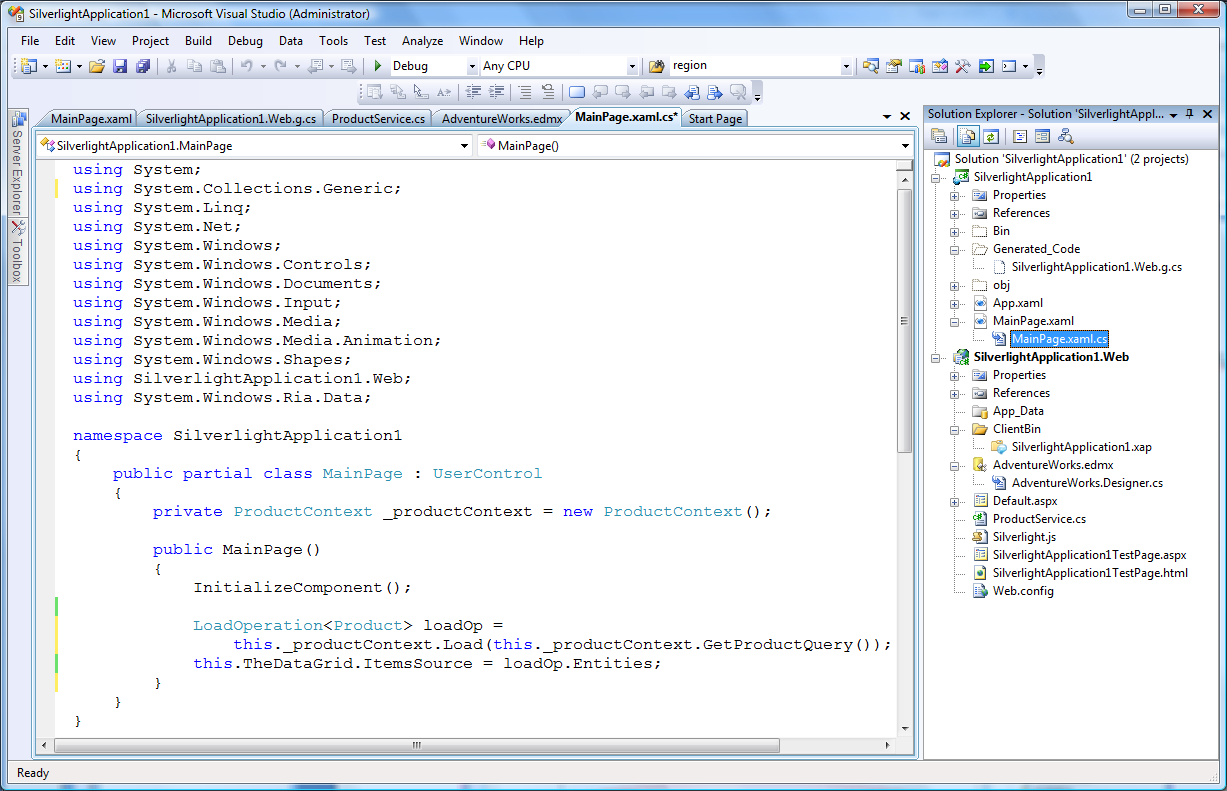 SilverlightApplication1 - Microsoft Visual Studio (Administrator)
File Edit View Project Build Debug Data Tools Test Analyze Window Help
Debug Any CPU region
MainPage.xaml SilverlightApplication1.Web.g.cs ProductService.cs AdventureWorks.edmx MainPage.xaml.cs* Start Page
SilverlightApplication1.MainPage MainPage()
Server Explorer
Toolbox
using System;
using System.Collections.Generic;
using System.Linq;
using System.Net;
using System.Windows;
using System.Windows.Controls;
using System.Windows.Documents;
using System.Windows.Input;
using System.Windows.Media;
using System.Windows.Media.Animation;
using System.Windows.Shapes;
using SilverlightApplication1.Web;
using System.Windows.Ria.Data;
namespace SilverlightApplication1
{
public partial class MainPage : UserControl
{
private ProductContext _productContext = new ProductContext();
public MainPage()
{
InitializeComponent();
LoadOperation<Product> loadOp =
this._productContext.Load(this._productContext.GetProductQuery());
this.TheDataGrid.ItemsSource = loadOp.Entities;
}
}
}
Solution Explorer - Solution 'SilverlightAppl...
Solution 'SilverlightApplication1' (2 projects)
SilverlightApplication1
Properties
References
Bin
Generated_Code
SilverlightApplication1.Web.g.cs
obj
App.xaml
MainPage.xaml
MainPage.xaml.cs
SilverlightApplication1.Web
Properties
References
App_Data
ClientBin
SilverlightApplication1.xap
AdventureWorks.edmx
AdventureWorks.Designer.cs
Default.aspx
ProductService.cs
Silverlight.js
SilverlightApplication1TestPage.aspx
SilverlightApplication1TestPage.html
Web.config
Ready